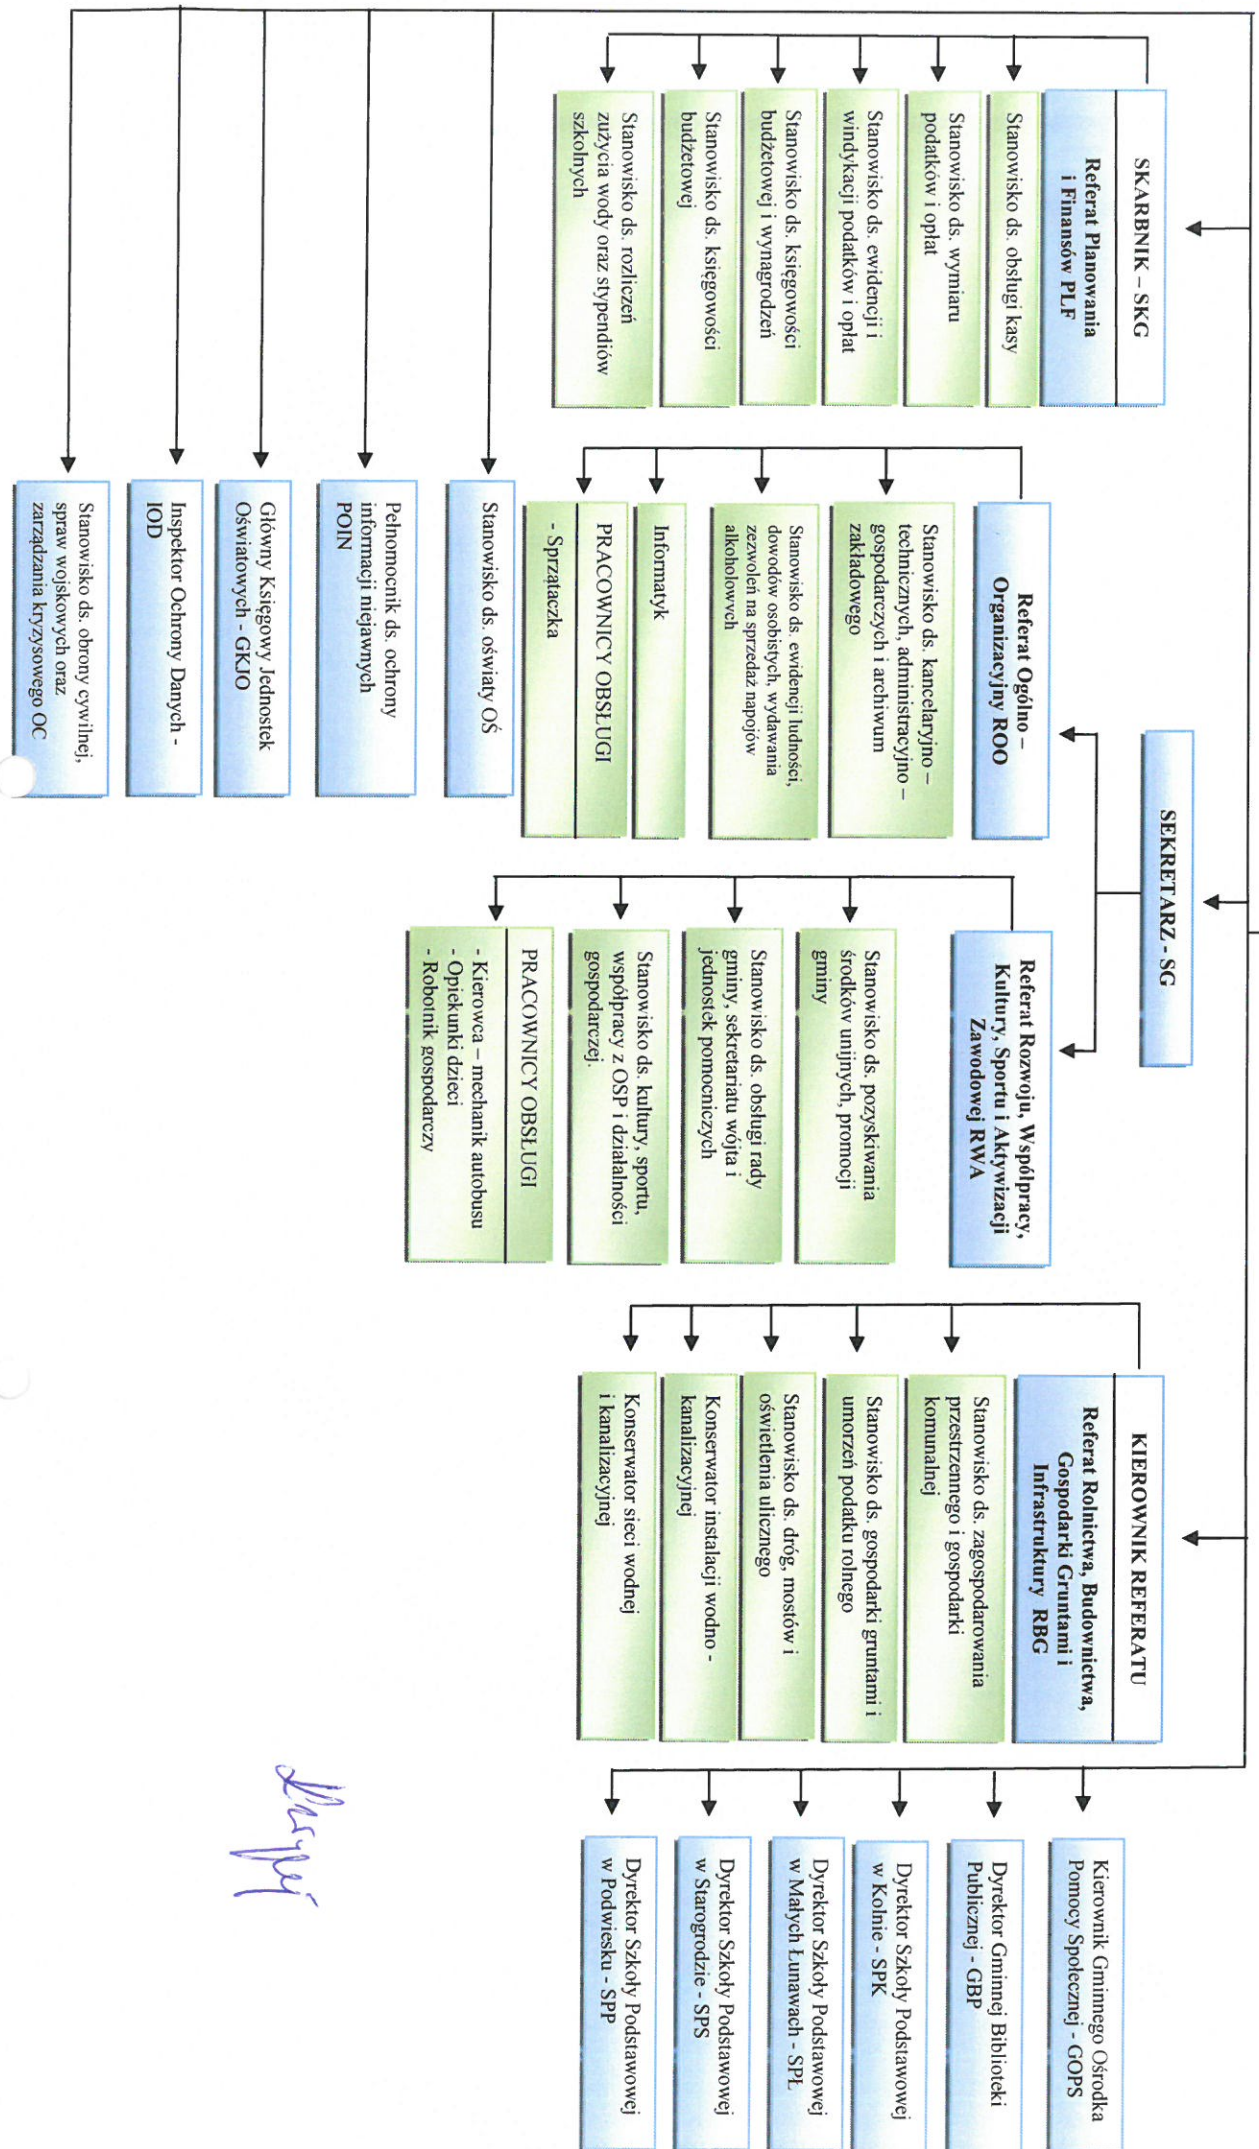 SKARBNIK – SKG
Referat Planowania
i Finansów PLF
Stanowisko ds. obsługi kasy
Stanowisko ds. wymiaru
podatków i opłat
Stanowisko ds. ewidencji i
windykacji podatków i opłat
Stanowisko ds. księgowości
budżetowej i wynagrodzeń
Stanowisko ds. księgowości
budżetowej
Stanowisko ds. rozliczeń
zużycia wody oraz stypendiów
szkolnych
SEKRETARZ - SG
Referat Ogólno –
Organizacyjny ROO
Stanowisko ds. kancelaryjno –
technicznych, administracyjno –
gospodarczych i archiwum
zakładowego
Stanowisko ds. ewidencji ludności,
dowodów osobistych, wydawania
zezwoleń na sprzedaż napojów
alkoholowych
Informatyk
PRACOWNICY OBSŁUGI
- Sprzątaczka
Referat Rozwoju, Współpracy,
Kultury, Sportu i Aktywizacji
Zawodowej RWA
Stanowisko ds. pozyskiwania
środków unijnych, promocji
gminy
Stanowisko ds. obsługi rady
gminy, sekretariatu wójta i
jednostek pomocniczych
Stanowisko ds. kultury, sportu,
współpracy z OSP i działalności
gospodarczej.
PRACOWNICY OBSŁUGI
- Kierowca – mechanik autobusu
- Opiekunki dzieci
- Robotnik gospodarczy
KIEROWNIK REFERATU
Referat Rolnictwa, Budownictwa,
Gospodarki Gruntami i
Infrastruktury RBG
Stanowisko ds. zagospodarowania
przestrzennego i gospodarki
komunalnej
Stanowisko ds. gospodarki gruntami i
umorzeń podatku rolnego
Stanowisko ds. dróg, mostów i
oświetlenia ulicznego
Konserwator instalacji wodno -
kanalizacyjnej
Konserwator sieci wodnej
i kanalizacyjnej
Kierownik Gminnego Ośrodka
Pomocy Społecznej - GOPS
Dyrektor Gminnej Biblioteki
Publicznej - GBP
Dyrektor Szkoły Podstawowej
w Kolnie - SPK
Dyrektor Szkoły Podstawowej
w Małych Łunawach - SPŁ
Dyrektor Szkoły Podstawowej
w Starogrodzie - SPS
Dyrektor Szkoły Podstawowej
w Podwiesku - SPP
Stanowisko ds. oświaty OŚ
Pełnomocnik ds. ochrony
informacji niejawnych
POIN
Główny Księgowy Jednostek
Oświatowych - GKJO
Inspektor Ochrony Danych -
IOD
Stanowisko ds. obrony cywilnej,
spraw wojskowych oraz
zarządzania kryzysowego OC